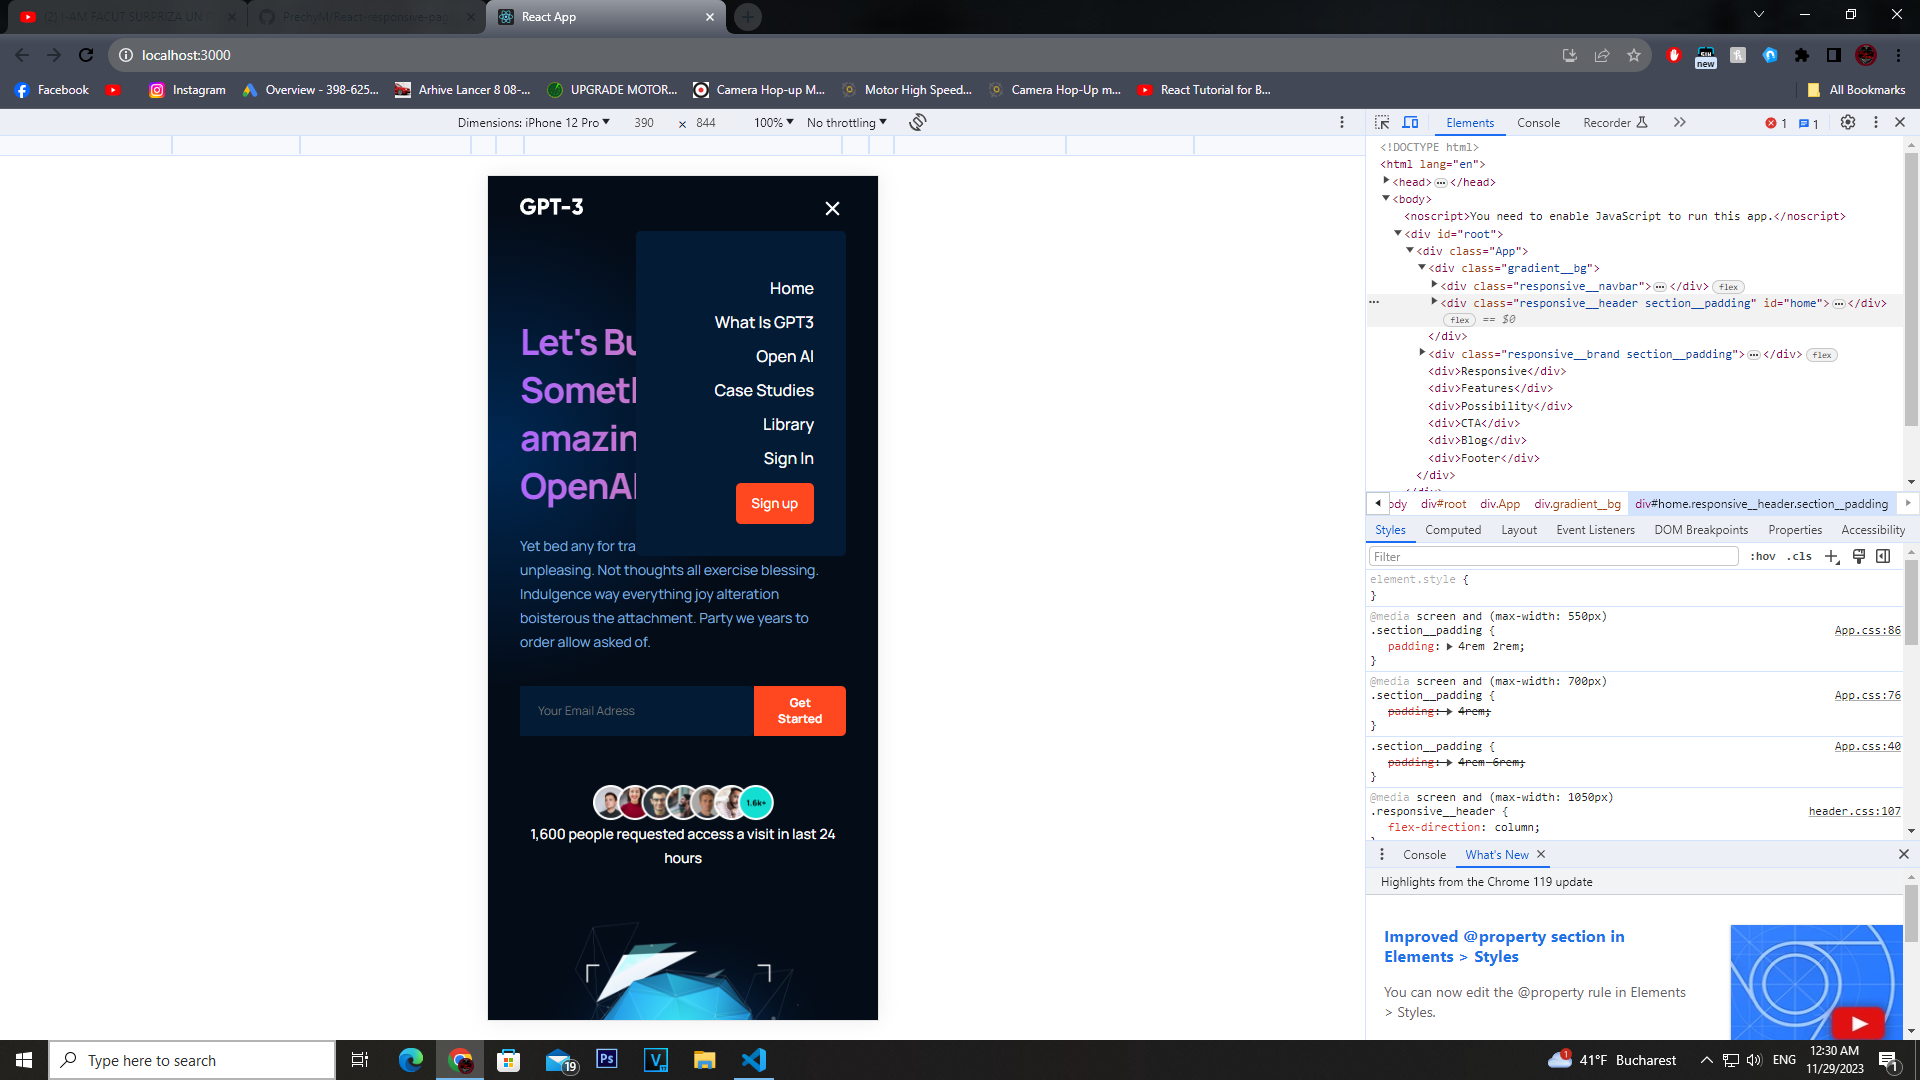 (2) I-AM FACUT SURPRIZA UN
PrechyM/React-responsive-pag
React App
localhost:3000
new
Facebook
Instagram
Overview - 398-625...
Arhive Lancer 8 08-...
UPGRADE MOTOR...
Camera Hop-up M...
Motor High Speed...
Camera Hop-Up m...
React Tutorial for B...
All Bookmarks
Dimensions: iPhone 12 Pro
390
×
844
100%
No throttling
Elements
Console
Recorder
1
1
<!DOCTYPE html>
<html lang="en">
<head> ••• </head>
<body>
<noscript>You need to enable JavaScript to run this app.</noscript>
<div id="root">
<div class="App">
<div class="gradient__bg">
<div class="responsive__navbar"> ••• </div> flex
<div class="responsive__header section__padding" id="home"> ••• </div>
flex == $0
</div>
<div class="responsive__brand section__padding"> ••• </div> flex
<div>Responsive</div>
<div>Features</div>
<div>Possibility</div>
<div>CTA</div>
<div>Blog</div>
<div>Footer</div>
</div>
ody
div#root
div.App
div.gradient__bg
div#home.responsive__header.section__padding
Styles
Computed
Layout
Event Listeners
DOM Breakpoints
Properties
Accessibility
Filter
:hov
.cls
element.style {
}
@media screen and (max-width: 550px)
.section__padding {
App.css:86
padding: 4rem 2rem;
}
@media screen and (max-width: 700px)
.section__padding {
App.css:76
padding: 4rem;
}
.section__padding {
App.css:40
padding: 4rem 6rem;
}
@media screen and (max-width: 1050px)
.responsive__header {
header.css:107
flex-direction: column;
Console
What's New
Highlights from the Chrome 119 update
Improved @property section in
Elements > Styles
You can now edit the @property rule in Elements
> Styles.
GPT-3
Home
What Is GPT3
Open AI
Case Studies
Library
Sign In
Sign up
Let's Bu
Someth
amazin
OpenAI
Yet bed any for tra
unpleasing. Not thoughts all exercise blessing.
Indulgence way everything joy alteration
boisterous the attachment. Party we years to
order allow asked of.
Your Email Adress
Get
Started
1.6k+
1,600 people requested access a visit in last 24
hours
Type here to search
Ps
V
19
1
41°F Bucharest
ENG
12:30 AM
11/29/2023
1